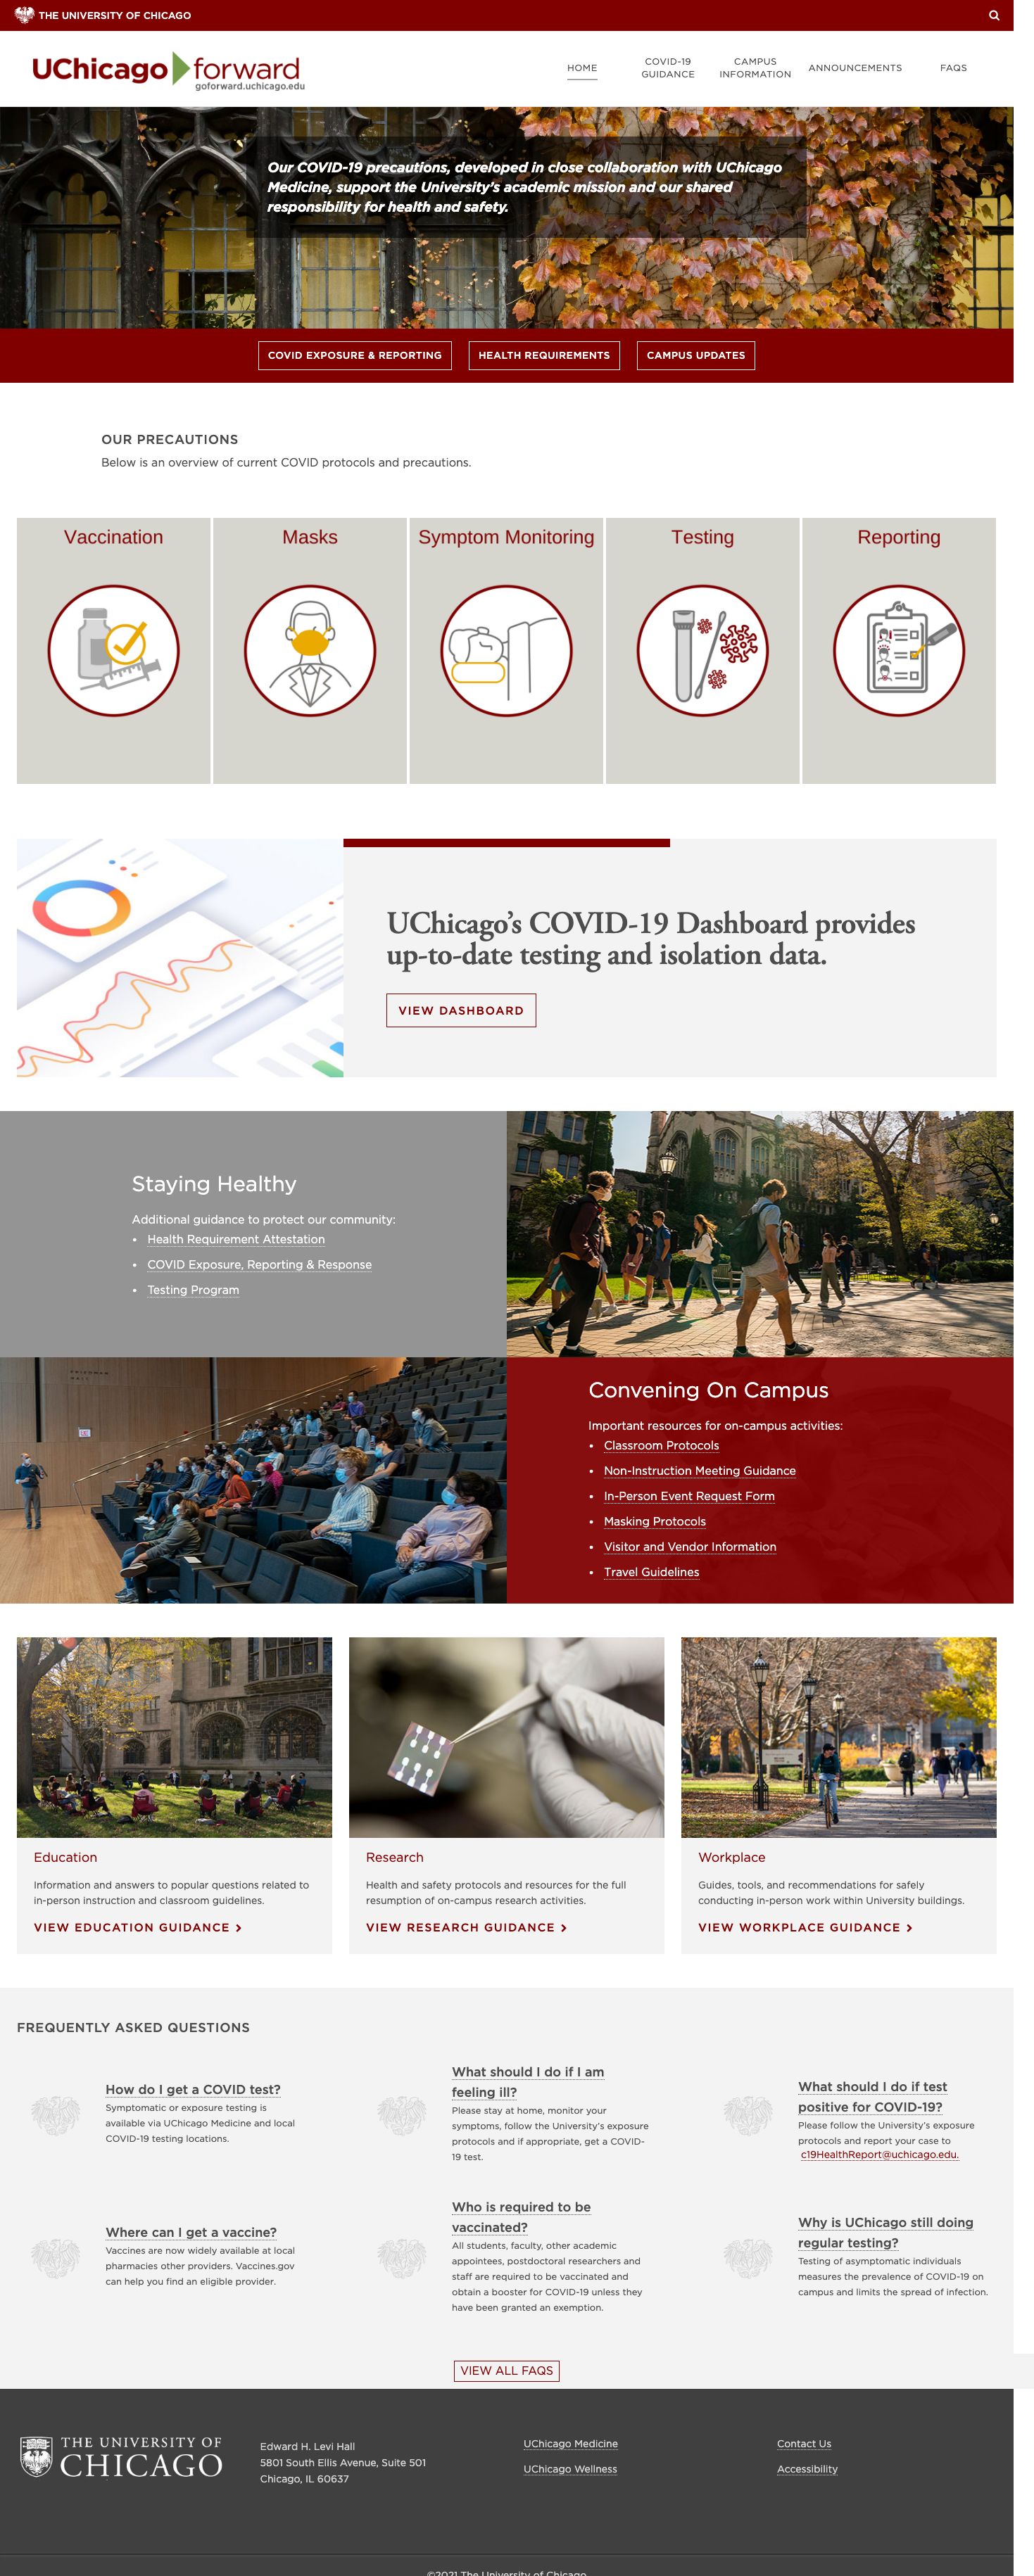 THE UNIVERSITY OF CHICAGO
UChicago forward
goforward.uchicago.edu
HOME
COVID-19
GUIDANCE
CAMPUS
INFORMATION
ANNOUNCEMENTS
FAQS
Our COVID-19 precautions, developed in close collaboration with UChicago
Medicine, support the University’s academic mission and our shared
responsibility for health and safety.
COVID EXPOSURE & REPORTING
HEALTH REQUIREMENTS
CAMPUS UPDATES
OUR PRECAUTIONS
Below is an overview of current COVID protocols and precautions.
Vaccination
Masks
Symptom Monitoring
Testing
Reporting
UChicago’s COVID-19 Dashboard provides
up-to-date testing and isolation data.
VIEW DASHBOARD
Staying Healthy
Additional guidance to protect our community:
• Health Requirement Attestation
• COVID Exposure, Reporting & Response
• Testing Program
Convening On Campus
Important resources for on-campus activities:
• Classroom Protocols
• Non-Instruction Meeting Guidance
• In-Person Event Request Form
• Masking Protocols
• Visitor and Vendor Information
• Travel Guidelines
Education
Information and answers to popular questions related to
in-person instruction and classroom guidelines.
VIEW EDUCATION GUIDANCE
Research
Health and safety protocols and resources for the full
resumption of on-campus research activities.
VIEW RESEARCH GUIDANCE
Workplace
Guides, tools, and recommendations for safely
conducting in-person work within University buildings.
VIEW WORKPLACE GUIDANCE
FREQUENTLY ASKED QUESTIONS
How do I get a COVID test?
Symptomatic or exposure testing is
available via UChicago Medicine and local
COVID-19 testing locations.
What should I do if I am
feeling ill?
Please stay at home, monitor your
symptoms, follow the University’s exposure
protocols and if appropriate, get a COVID-
19 test.
What should I do if test
positive for COVID-19?
Please follow the University’s exposure
protocols and report your case to
c19HealthReport@uchicago.edu.
Where can I get a vaccine?
Vaccines are now widely available at local
pharmacies other providers. Vaccines.gov
can help you find an eligible provider.
Who is required to be
vaccinated?
All students, faculty, other academic
appointees, postdoctoral researchers and
staff are required to be vaccinated and
obtain a booster for COVID-19 unless they
have been granted an exemption.
Why is UChicago still doing
regular testing?
Testing of asymptomatic individuals
measures the prevalence of COVID-19 on
campus and limits the spread of infection.
VIEW ALL FAQS
THE UNIVERSITY OF
CHICAGO
Edward H. Levi Hall
5801 South Ellis Avenue, Suite 501
Chicago, IL 60637
UChicago Medicine
UChicago Wellness
Contact Us
Accessibility
©2021 The University of Chicago